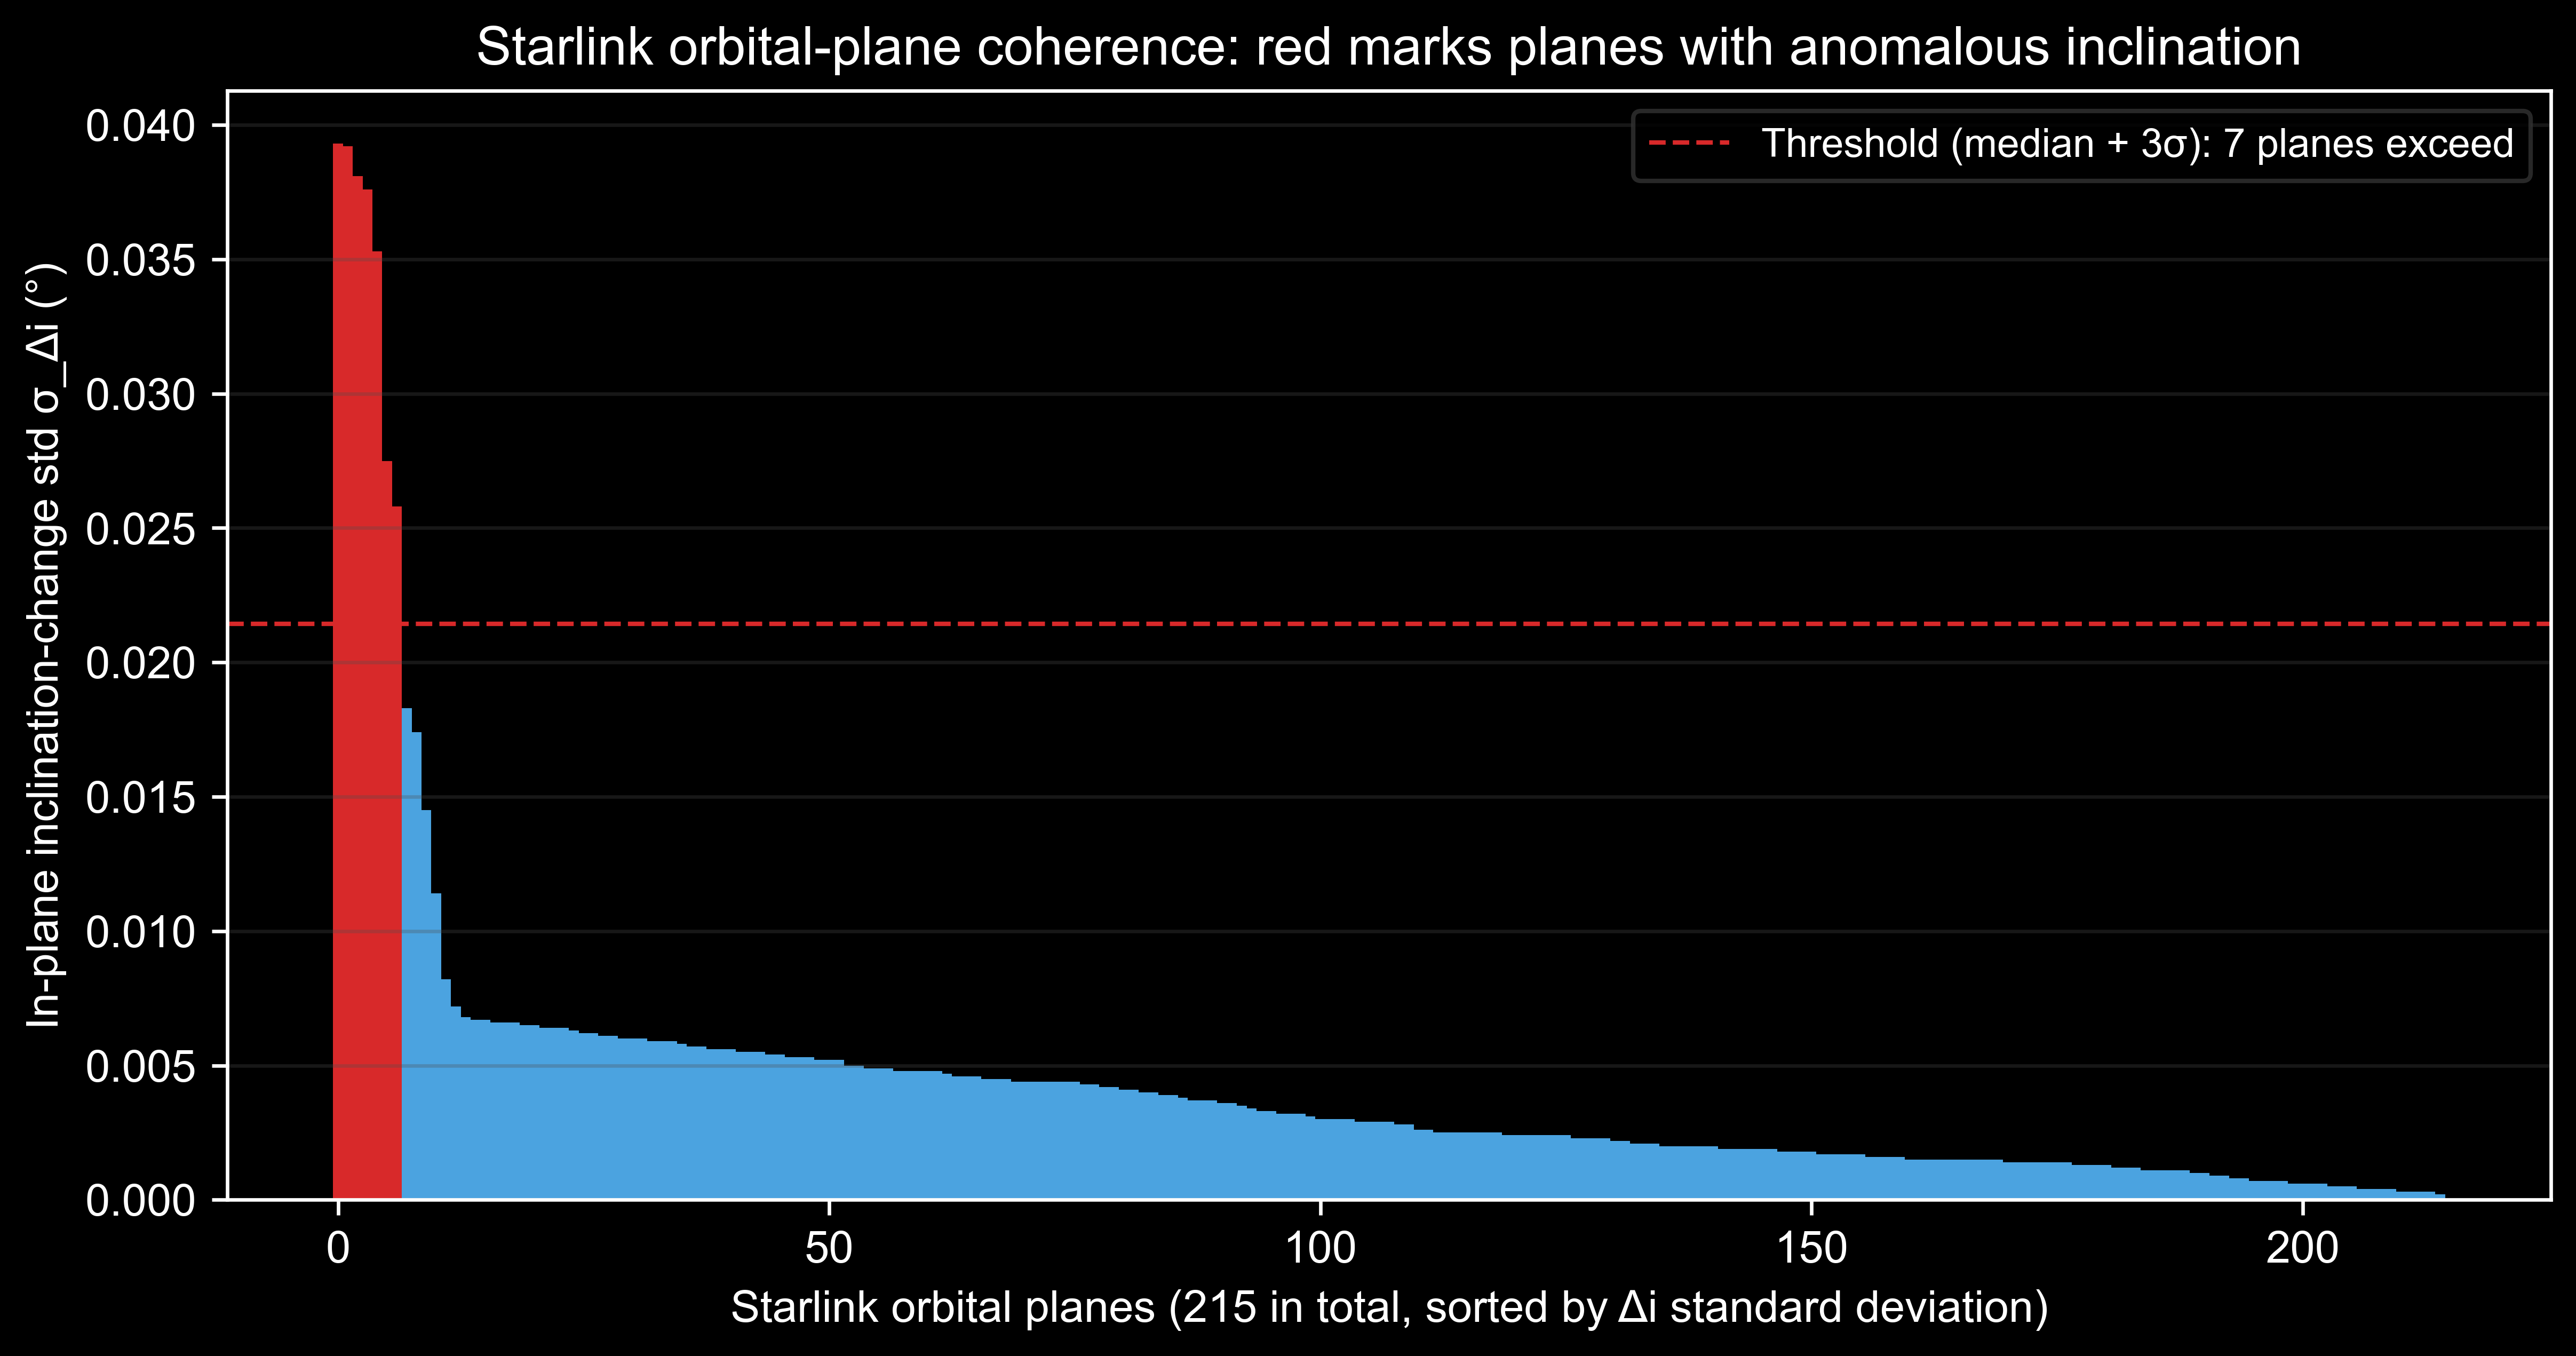 Starlink orbital-plane coherence: red marks planes with anomalous inclination
Threshold (median + 3σ): 7 planes exceed
In-plane inclination-change std σ_Δi (°)
0.040
0.035
0.030
0.025
0.020
0.015
0.010
0.005
0.000
0 50 100 150 200
Starlink orbital planes (215 in total, sorted by Δi standard deviation)